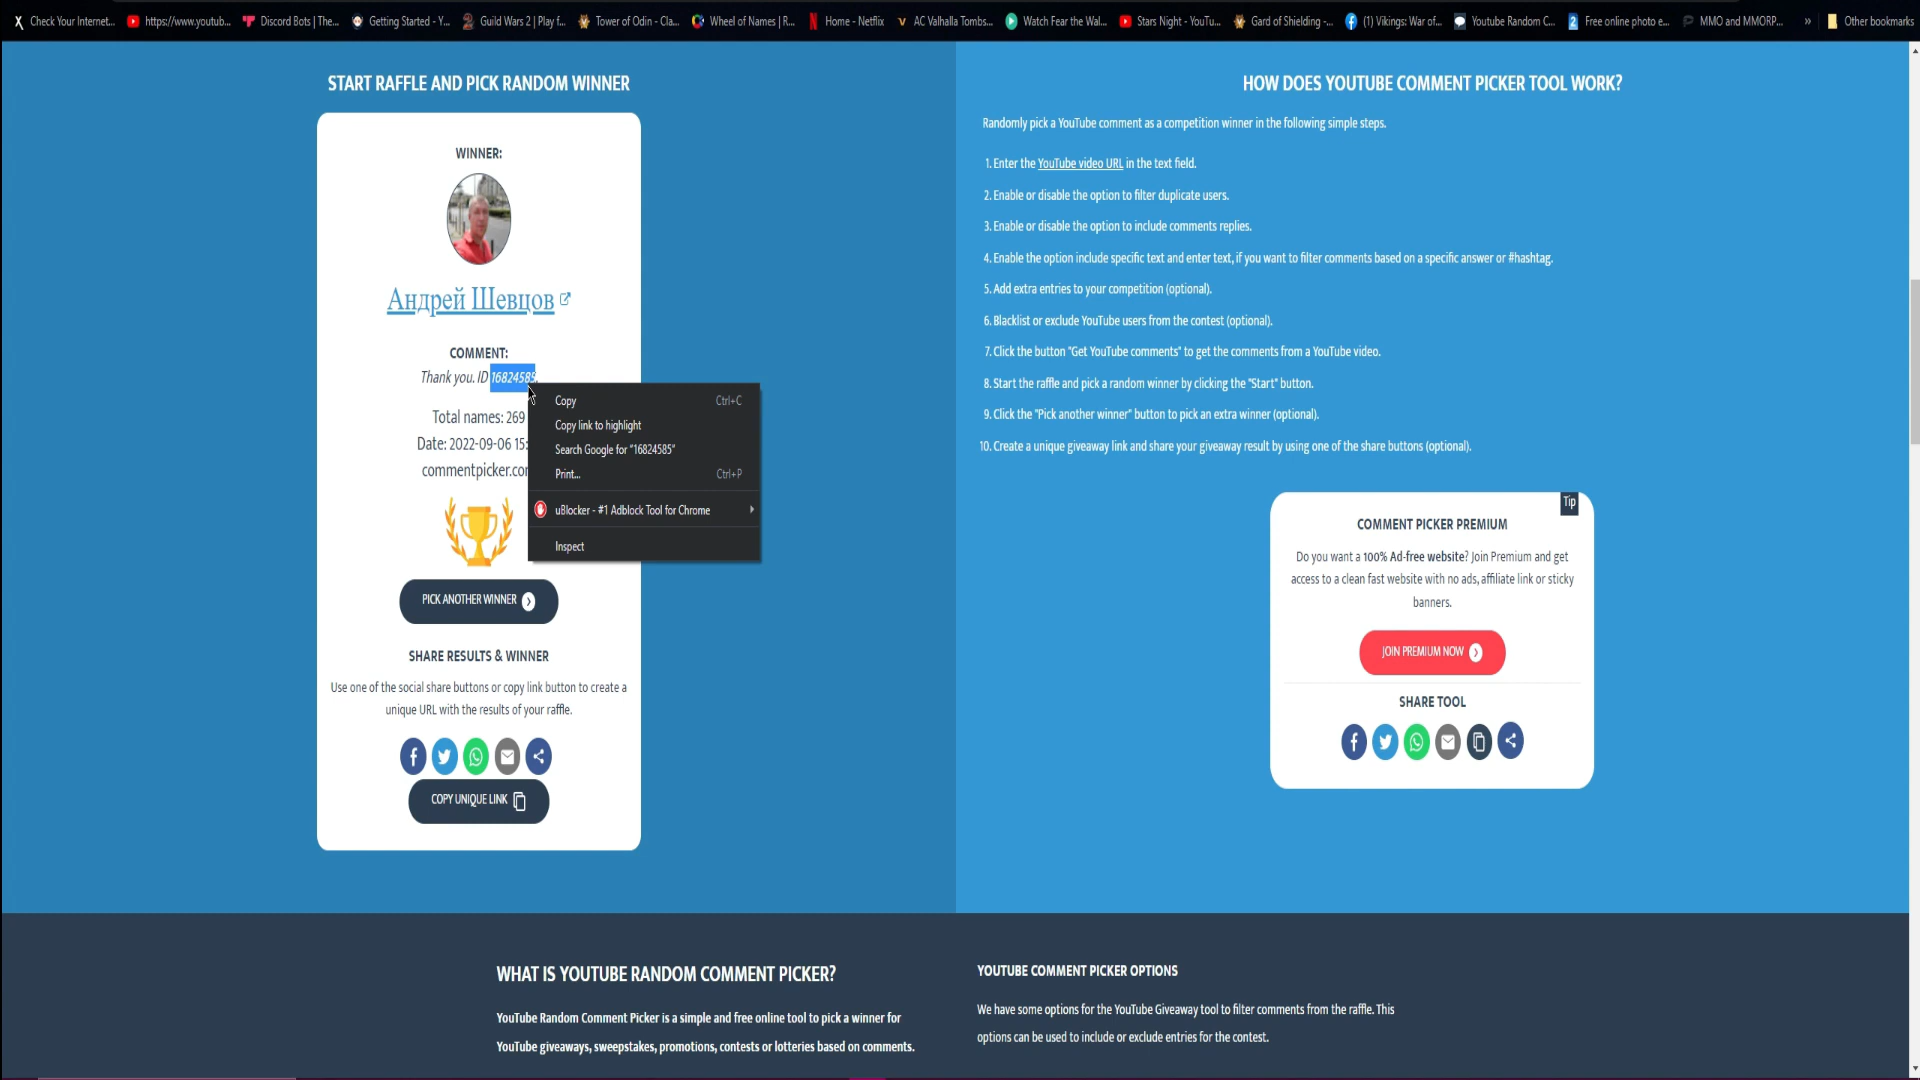 Check Your Internet...
https://www.youtub...
Discord Bots | The...
Getting Started - Y...
Guild Wars 2 | Play f...
Tower of Odin - Cla...
Wheel of Names | R...
Home - Netflix
AC Valhalla Tombs...
Watch Fear the Wal...
Stars Night - YouTu...
Gard of Shielding -...
(1) Vikings: War of...
Youtube Random C...
Free online photo e...
MMO and MMORP...
»
Other bookmarks
START RAFFLE AND PICK RANDOM WINNER
WINNER:
Андрей Шевцов
COMMENT:
Thank you. ID 16824585.
Total names: 269
Date: 2022-09-06 15:
commentpicker.com
PICK ANOTHER WINNER
SHARE RESULTS & WINNER
Use one of the social share buttons or copy link button to create a
unique URL with the results of your raffle.
COPY UNIQUE LINK
Copy Ctrl+C
Copy link to highlight
Search Google for "16824585"
Print... Ctrl+P
uBlocker - #1 Adblock Tool for Chrome
Inspect
HOW DOES YOUTUBE COMMENT PICKER TOOL WORK?
Randomly pick a YouTube comment as a competition winner in the following simple steps.
1. Enter the YouTube video URL in the text field.
2. Enable or disable the option to filter duplicate users.
3. Enable or disable the option to include comments replies.
4. Enable the option include specific text and enter text, if you want to filter comments based on a specific answer or #hashtag.
5. Add extra entries to your competition (optional).
6. Blacklist or exclude YouTube users from the contest (optional).
7. Click the button "Get YouTube comments" to get the comments from a YouTube video.
8. Start the raffle and pick a random winner by clicking the "Start" button.
9. Click the "Pick another winner" button to pick an extra winner (optional).
10. Create a unique giveaway link and share your giveaway result by using one of the share buttons (optional).
Tip
COMMENT PICKER PREMIUM
Do you want a 100% Ad-free website? Join Premium and get
access to a clean fast website with no ads, affiliate link or sticky
banners.
JOIN PREMIUM NOW
SHARE TOOL
WHAT IS YOUTUBE RANDOM COMMENT PICKER?
YouTube Random Comment Picker is a simple and free online tool to pick a winner for
YouTube giveaways, sweepstakes, promotions, contests or lotteries based on comments.
YOUTUBE COMMENT PICKER OPTIONS
We have some options for the YouTube Giveaway tool to filter comments from the raffle. This
options can be used to include or exclude entries for the contest.